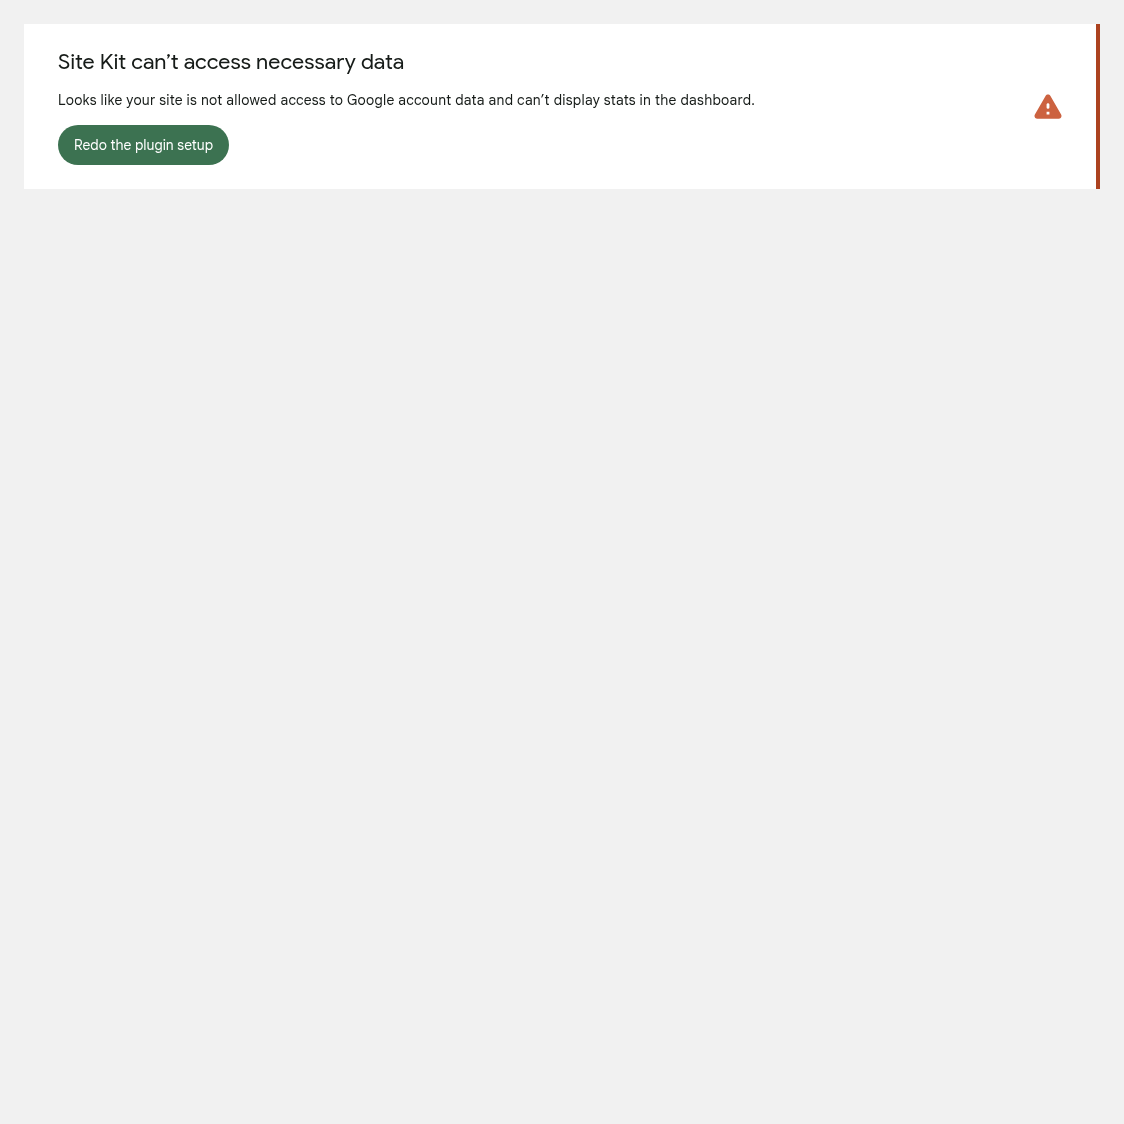 Site Kit can’t access necessary data
Looks like your site is not allowed access to Google account data and can’t display stats in the dashboard.
Redo the plugin setup